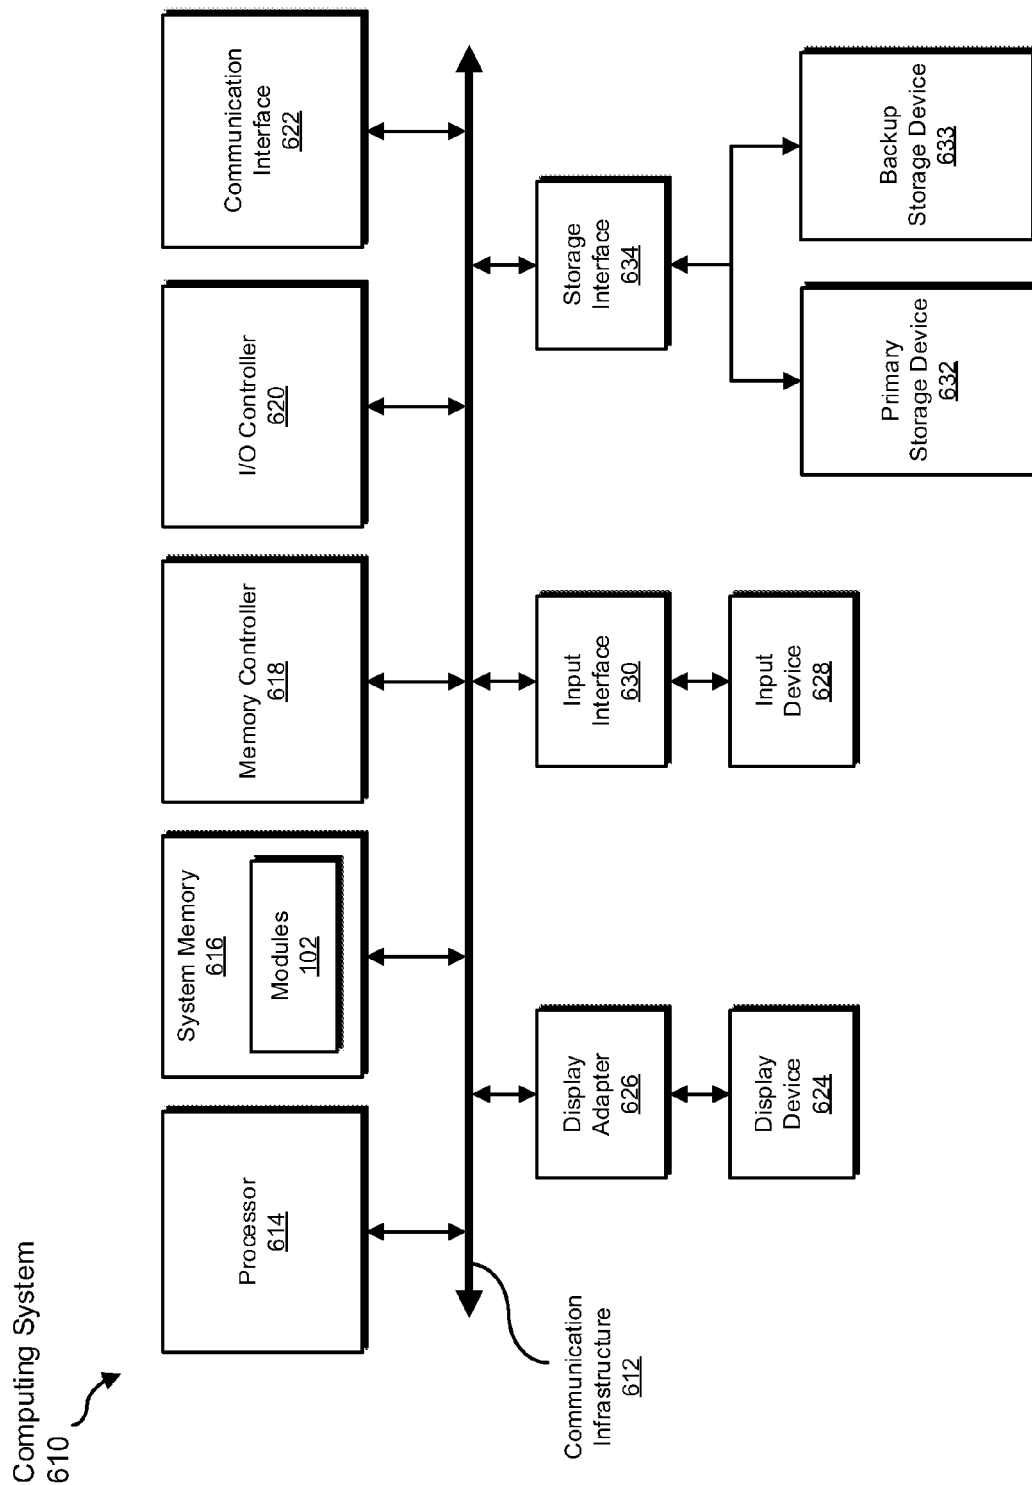 Computing System
610
Processor
614
System Memory
616
Modules
102
Memory Controller
618
I/O Controller
620
Communication
Interface
622
Communication
Infrastructure
612
Display
Adapter
626
Display
Device
624
Input
Interface
630
Input
Device
628
Storage
Interface
634
Primary
Storage Device
632
Backup
Storage Device
633